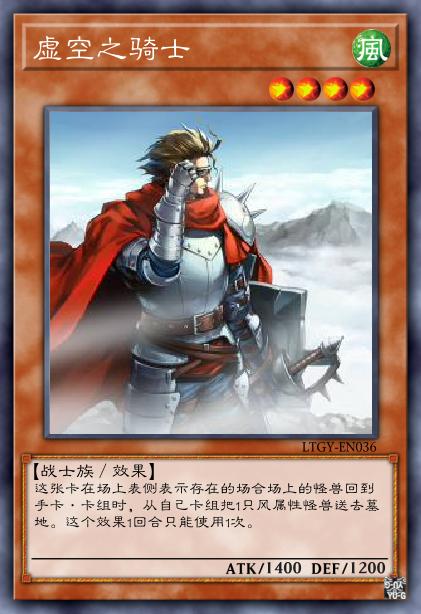 虚空之骑士
風
LTGY-EN036
【战士族／效果】
这张卡在场上表侧表示存在的场合场上的怪兽回到
手卡·卡组时，从自己卡组把1只风属性怪兽送去墓
地。这个效果1回合只能使用1次。
ATK/1400 DEF/1200